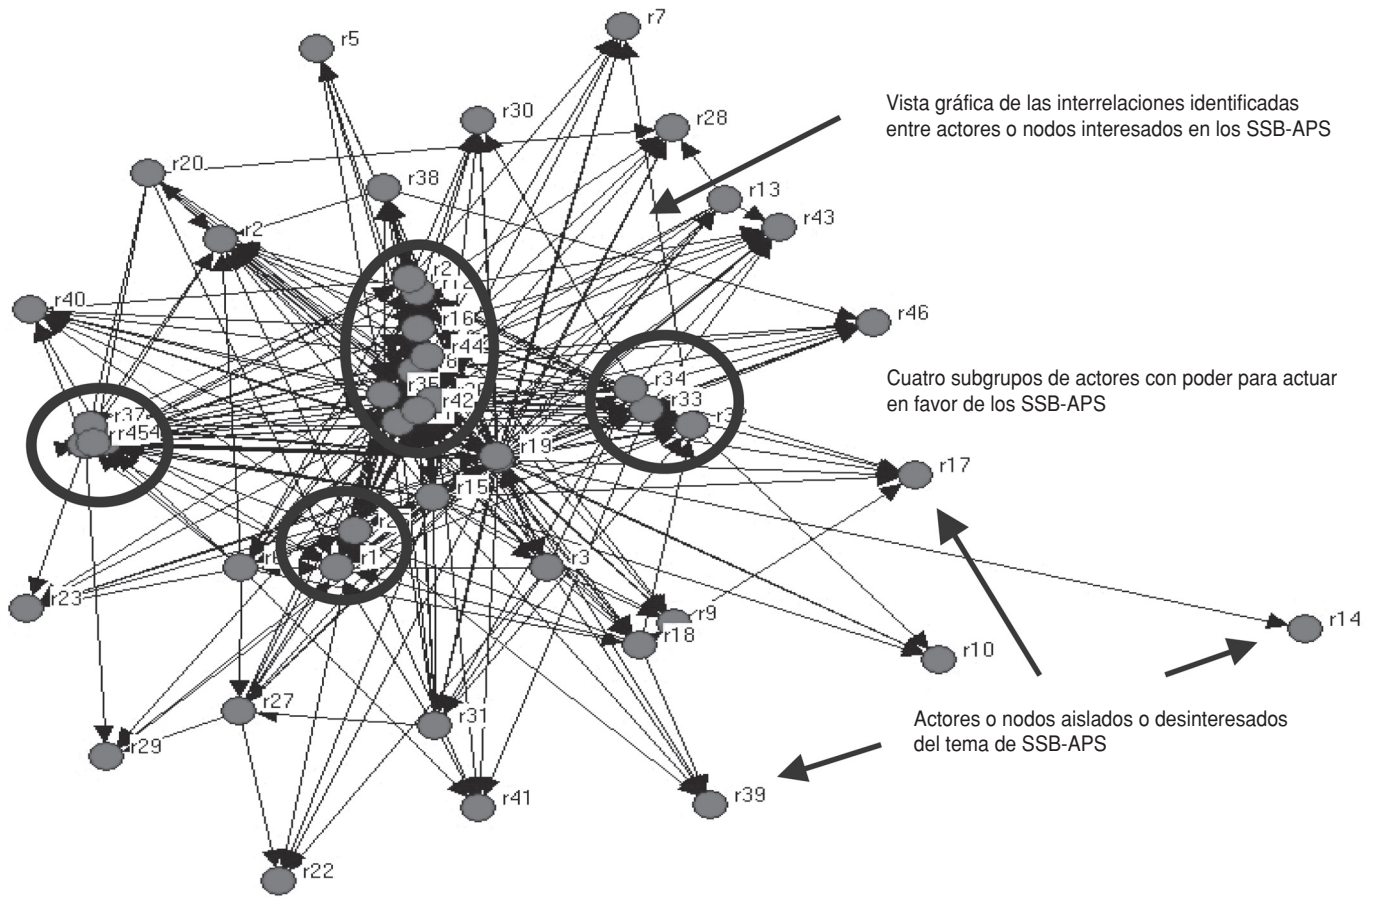 r7
r5
r30
r28
Vista gráfica de las interrelaciones identificadas
entre actores o nodos interesados en los SSB-APS
r20
r38
r13
r43
r2
r21
r40
r16
r46
r44
r35
r34
Cuatro subgrupos de actores con poder para actuar
en favor de los SSB-APS
r42
r33
r37
r19
r17
r15
r1
r3
r23
r9
r14
r18
r10
r27
r31
Actores o nodos aislados o desinteresados
del tema de SSB-APS
r29
r41
r39
r22